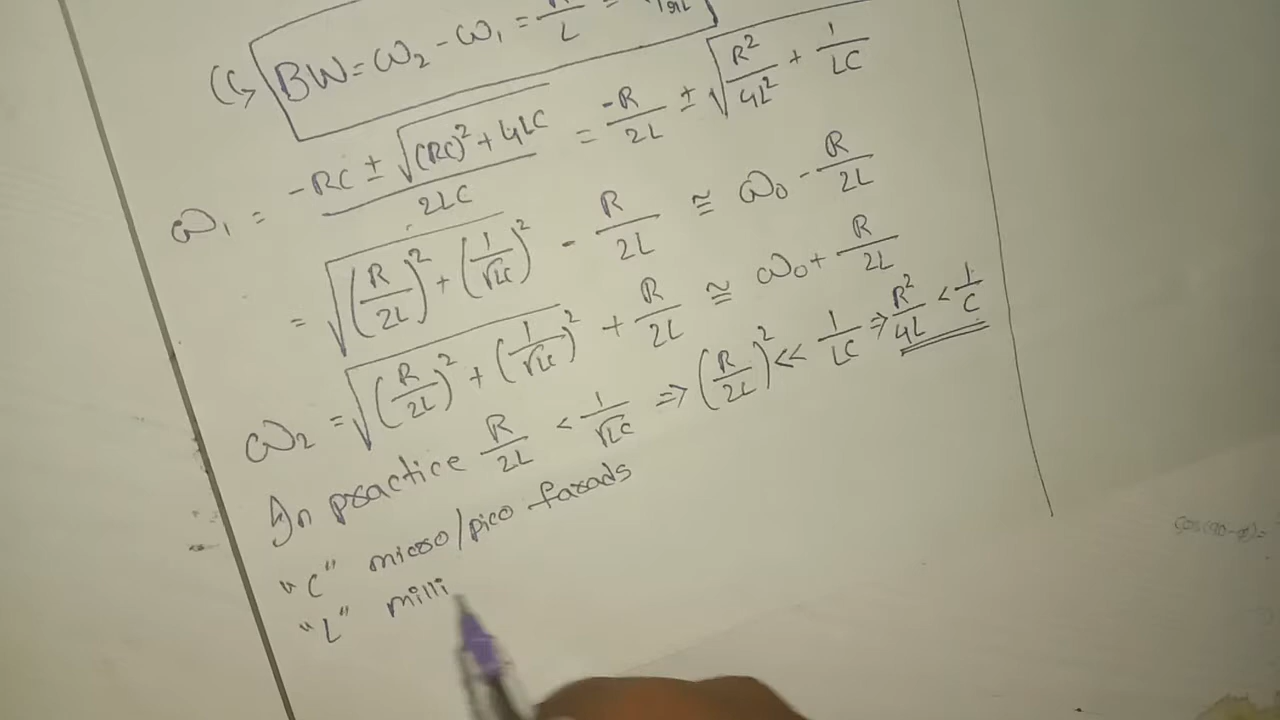 BW = ω₂ - ω₁ = R/L =
ω₁ = (-RC ± √((RC)² + 4LC)) / 2LC = -R/2L ± √(R²/4L² + 1/LC)
= √((R/2L)² + (1/√LC)²) - R/2L ≅ ω₀ - R/2L
ω₂ = √((R/2L)² + (1/√LC)²) + R/2L ≅ ω₀ + R/2L
In practice R/2L < 1/√LC ⇒ (R/2L)² << 1/LC ⇒ R²/4L < 1/C
"C" micro/pico farads
"L" milli
cos(90-φ)=